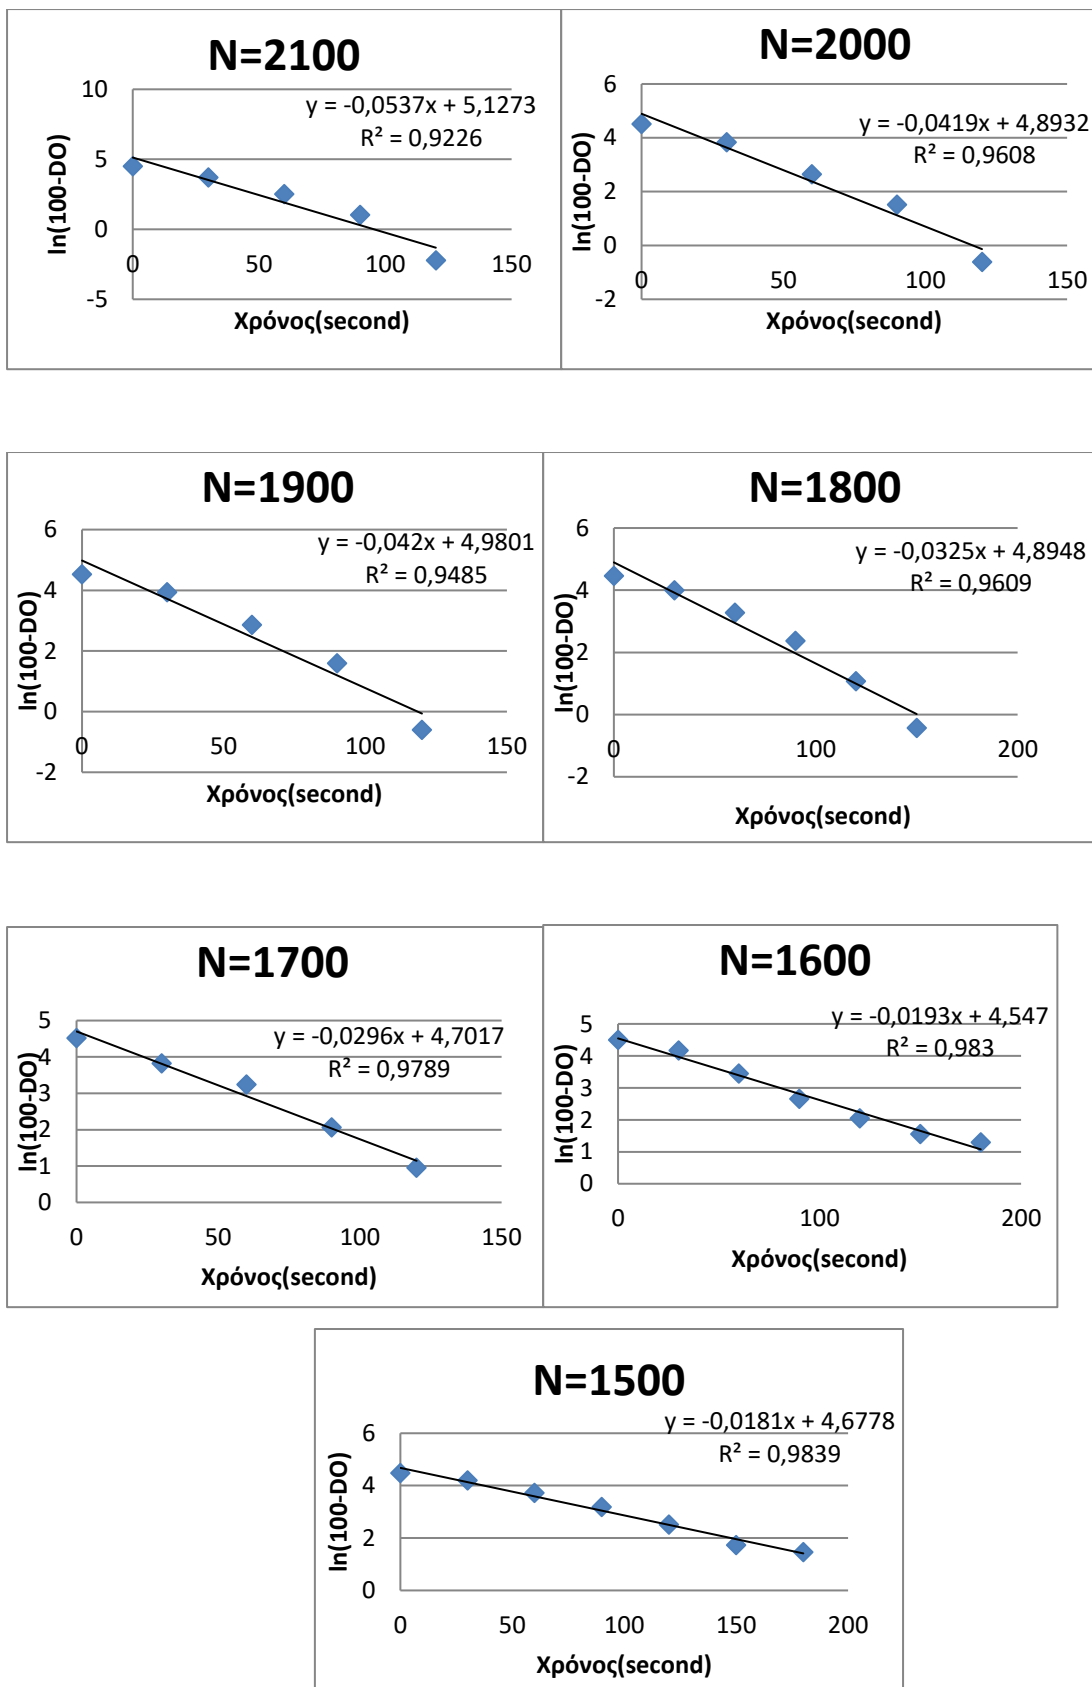 N=2100
y = -0,0537x + 5,1273
R² = 0,9226
10
5
0
-5
0
50
100
150
ln(100-DO)
Χρόνος(second)
N=2000
y = -0,0419x + 4,8932
R² = 0,9608
6
4
2
0
-2
0
50
100
150
ln(100-DO)
Χρόνος(second)
N=1900
y = -0,042x + 4,9801
R² = 0,9485
6
4
2
0
-2
0
50
100
150
ln(100-DO)
Χρόνος(second)
N=1800
y = -0,0325x + 4,8948
R² = 0,9609
6
4
2
0
-2
0
100
200
ln(100-DO)
Χρόνος(second)
N=1700
y = -0,0296x + 4,7017
R² = 0,9789
5
4
3
2
1
0
0
50
100
150
ln(100-DO)
Χρόνος(second)
N=1600
y = -0,0193x + 4,547
R² = 0,983
5
4
3
2
1
0
0
100
200
ln(100-DO)
Χρόνος(second)
N=1500
y = -0,0181x + 4,6778
R² = 0,9839
6
4
2
0
0
50
100
150
200
ln(100-DO)
Χρόνος(second)